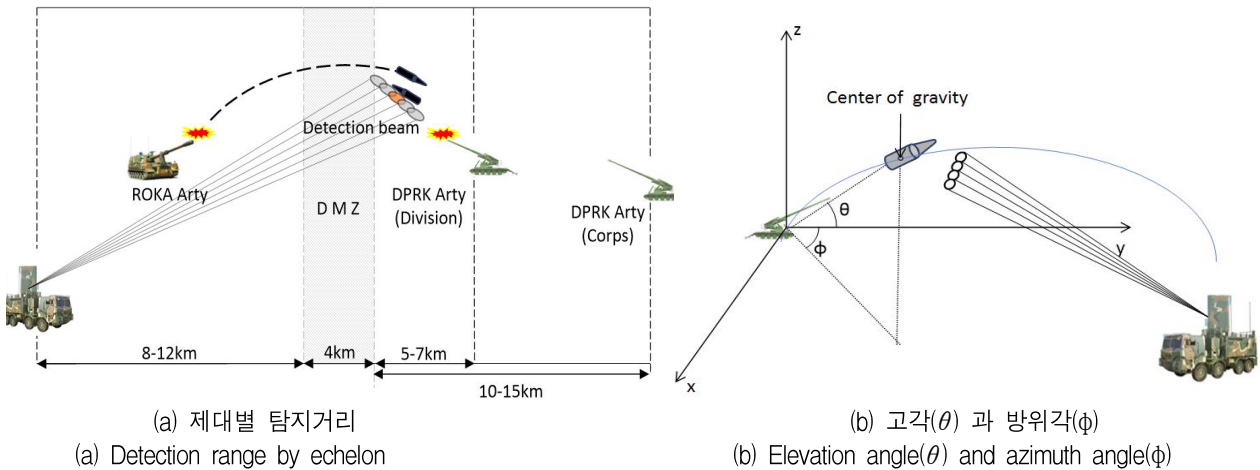 Detection beam
ROKA Arty
D M Z
DPRK Arty
(Division)
DPRK Arty
(Corps)
8-12km
4km
5-7km
10-15km
(a) 제대별 탐지거리
(a) Detection range by echelon
z
Center of gravity
θ
ϕ
y
x
(b) 고각(θ) 과 방위각(ϕ)
(b) Elevation angle(θ) and azimuth angle(ϕ)